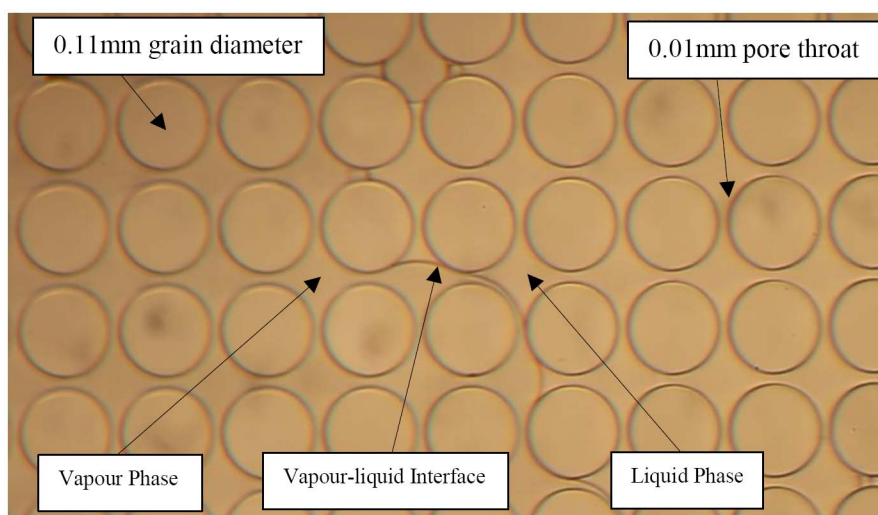 0.11mm grain diameter
0.01mm pore throat
Vapour Phase
Vapour-liquid Interface
Liquid Phase